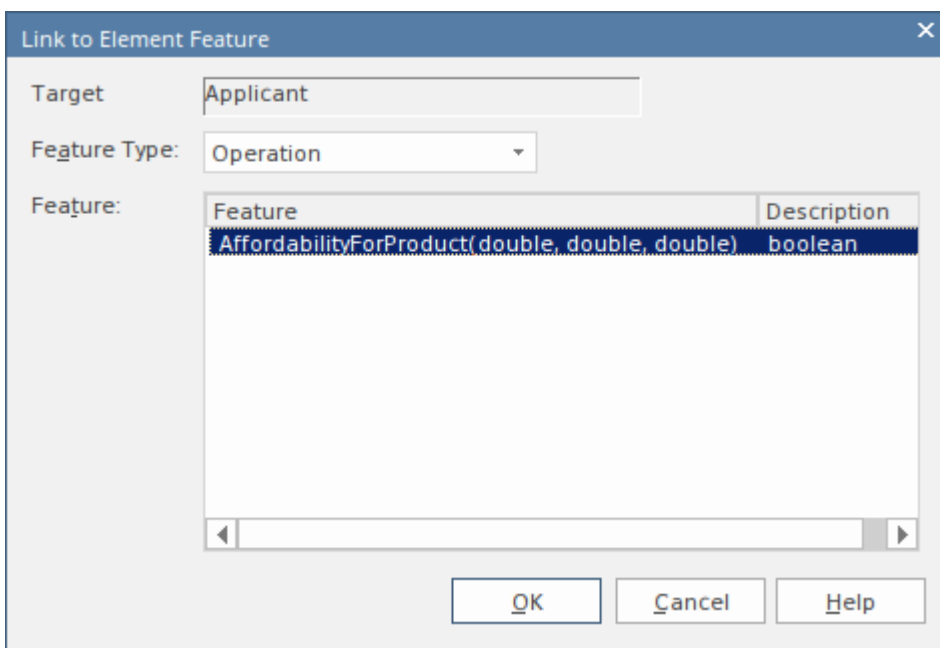 Link to Element Feature
Target Applicant
Feature Type: Operation
Feature: Feature Description
AffordabilityForProduct(double, double, double) boolean
OK Cancel Help